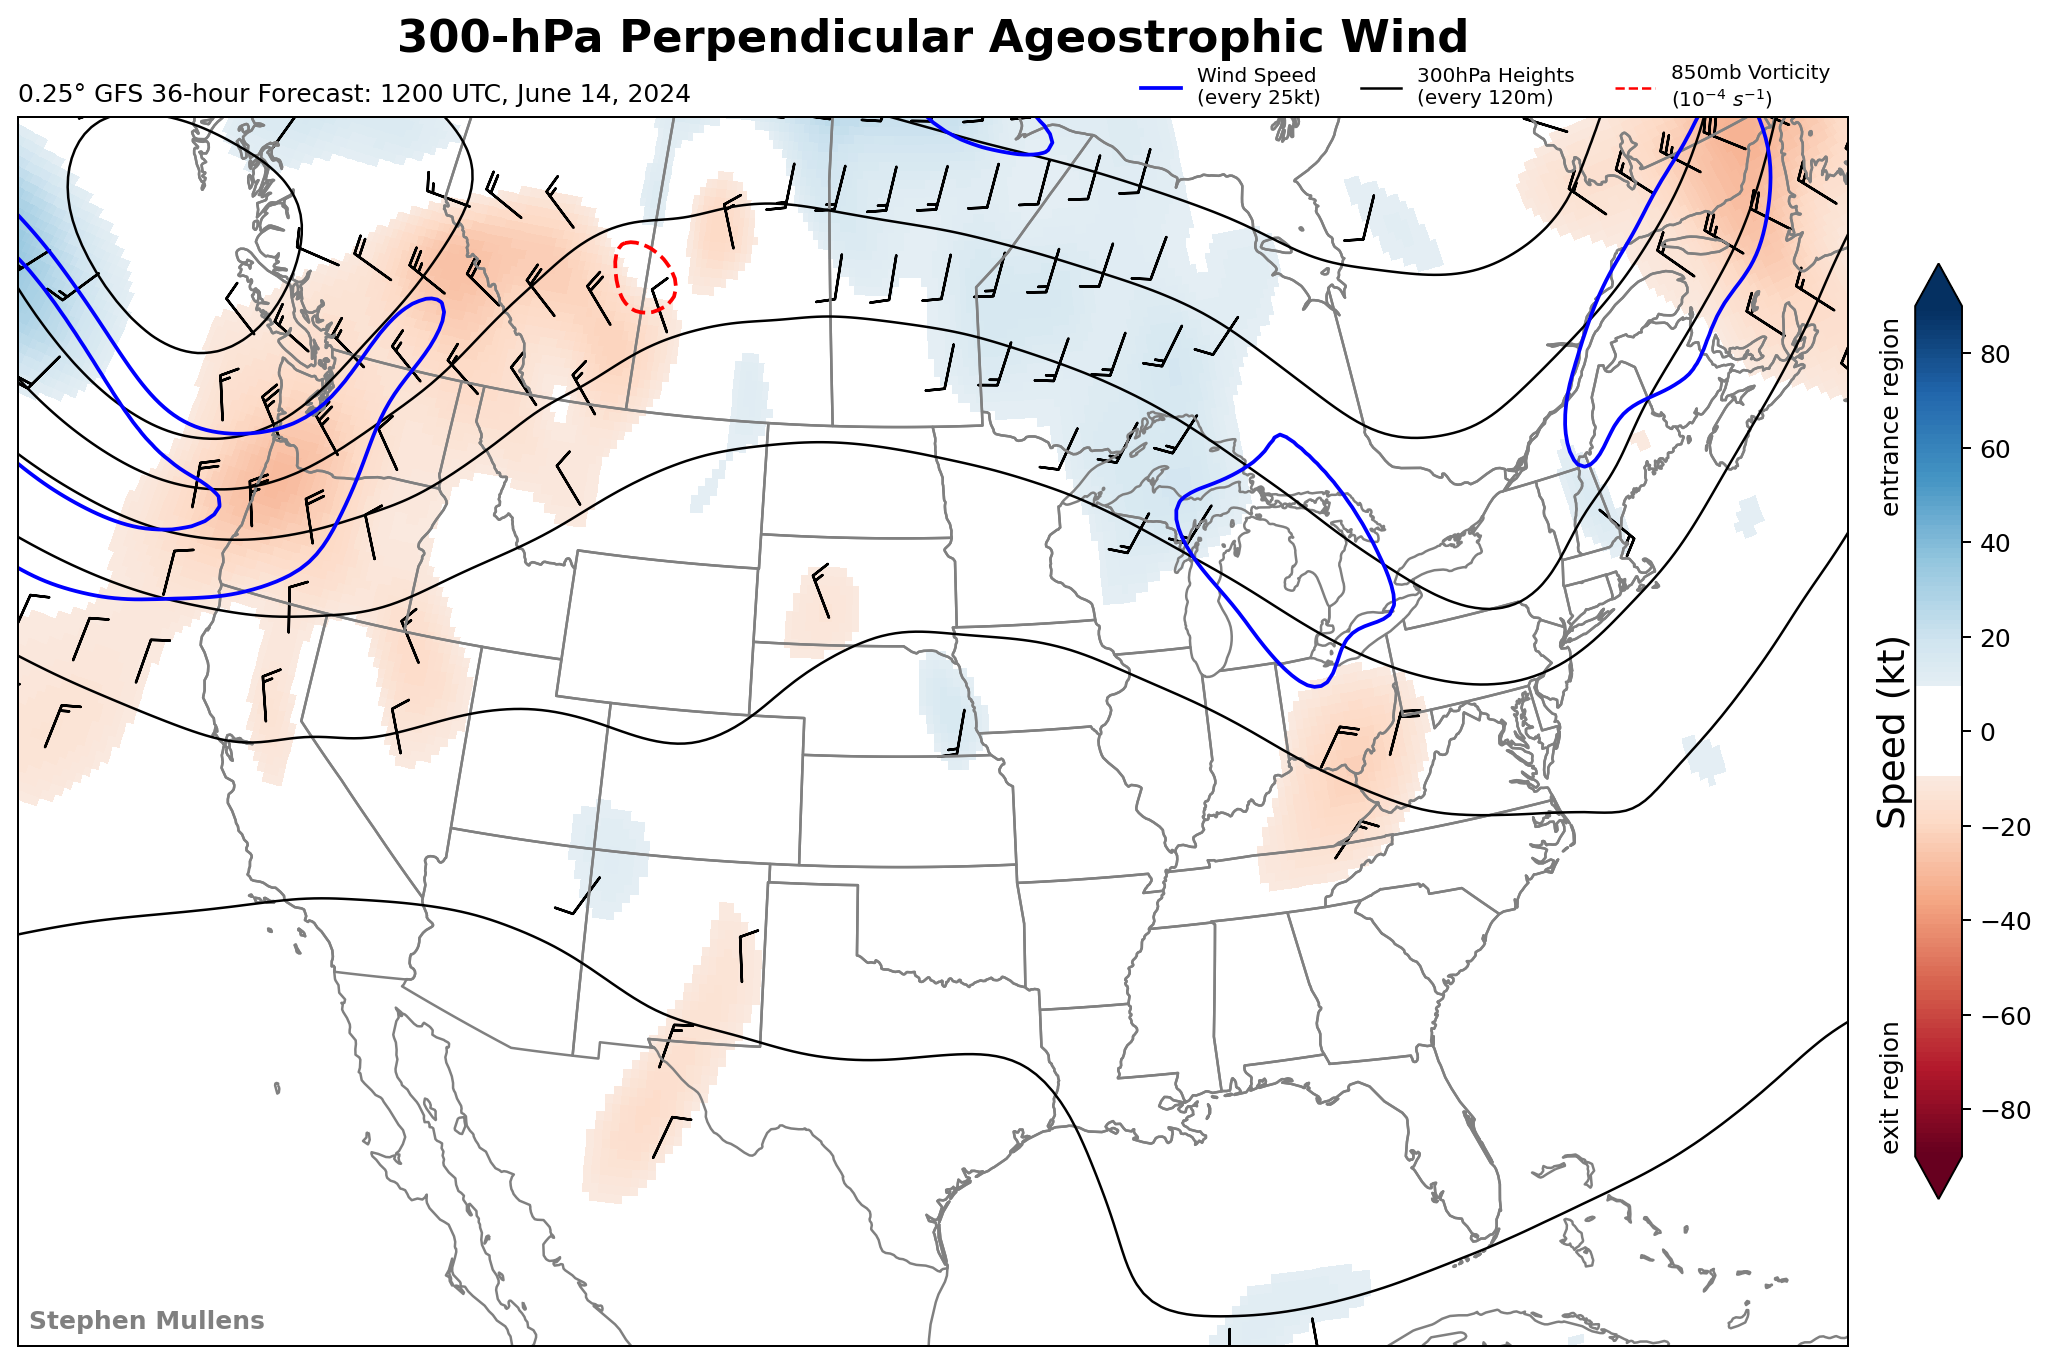 300-hPa Perpendicular Ageostrophic Wind
0.25° GFS 36-hour Forecast: 1200 UTC, June 14, 2024
Wind Speed
(every 25kt)
300hPa Heights
(every 120m)
850mb Vorticity
(10⁻⁴ s⁻¹)
entrance region
Speed (kt)
exit region
80
60
40
20
0
−20
−40
−60
−80
Stephen Mullens